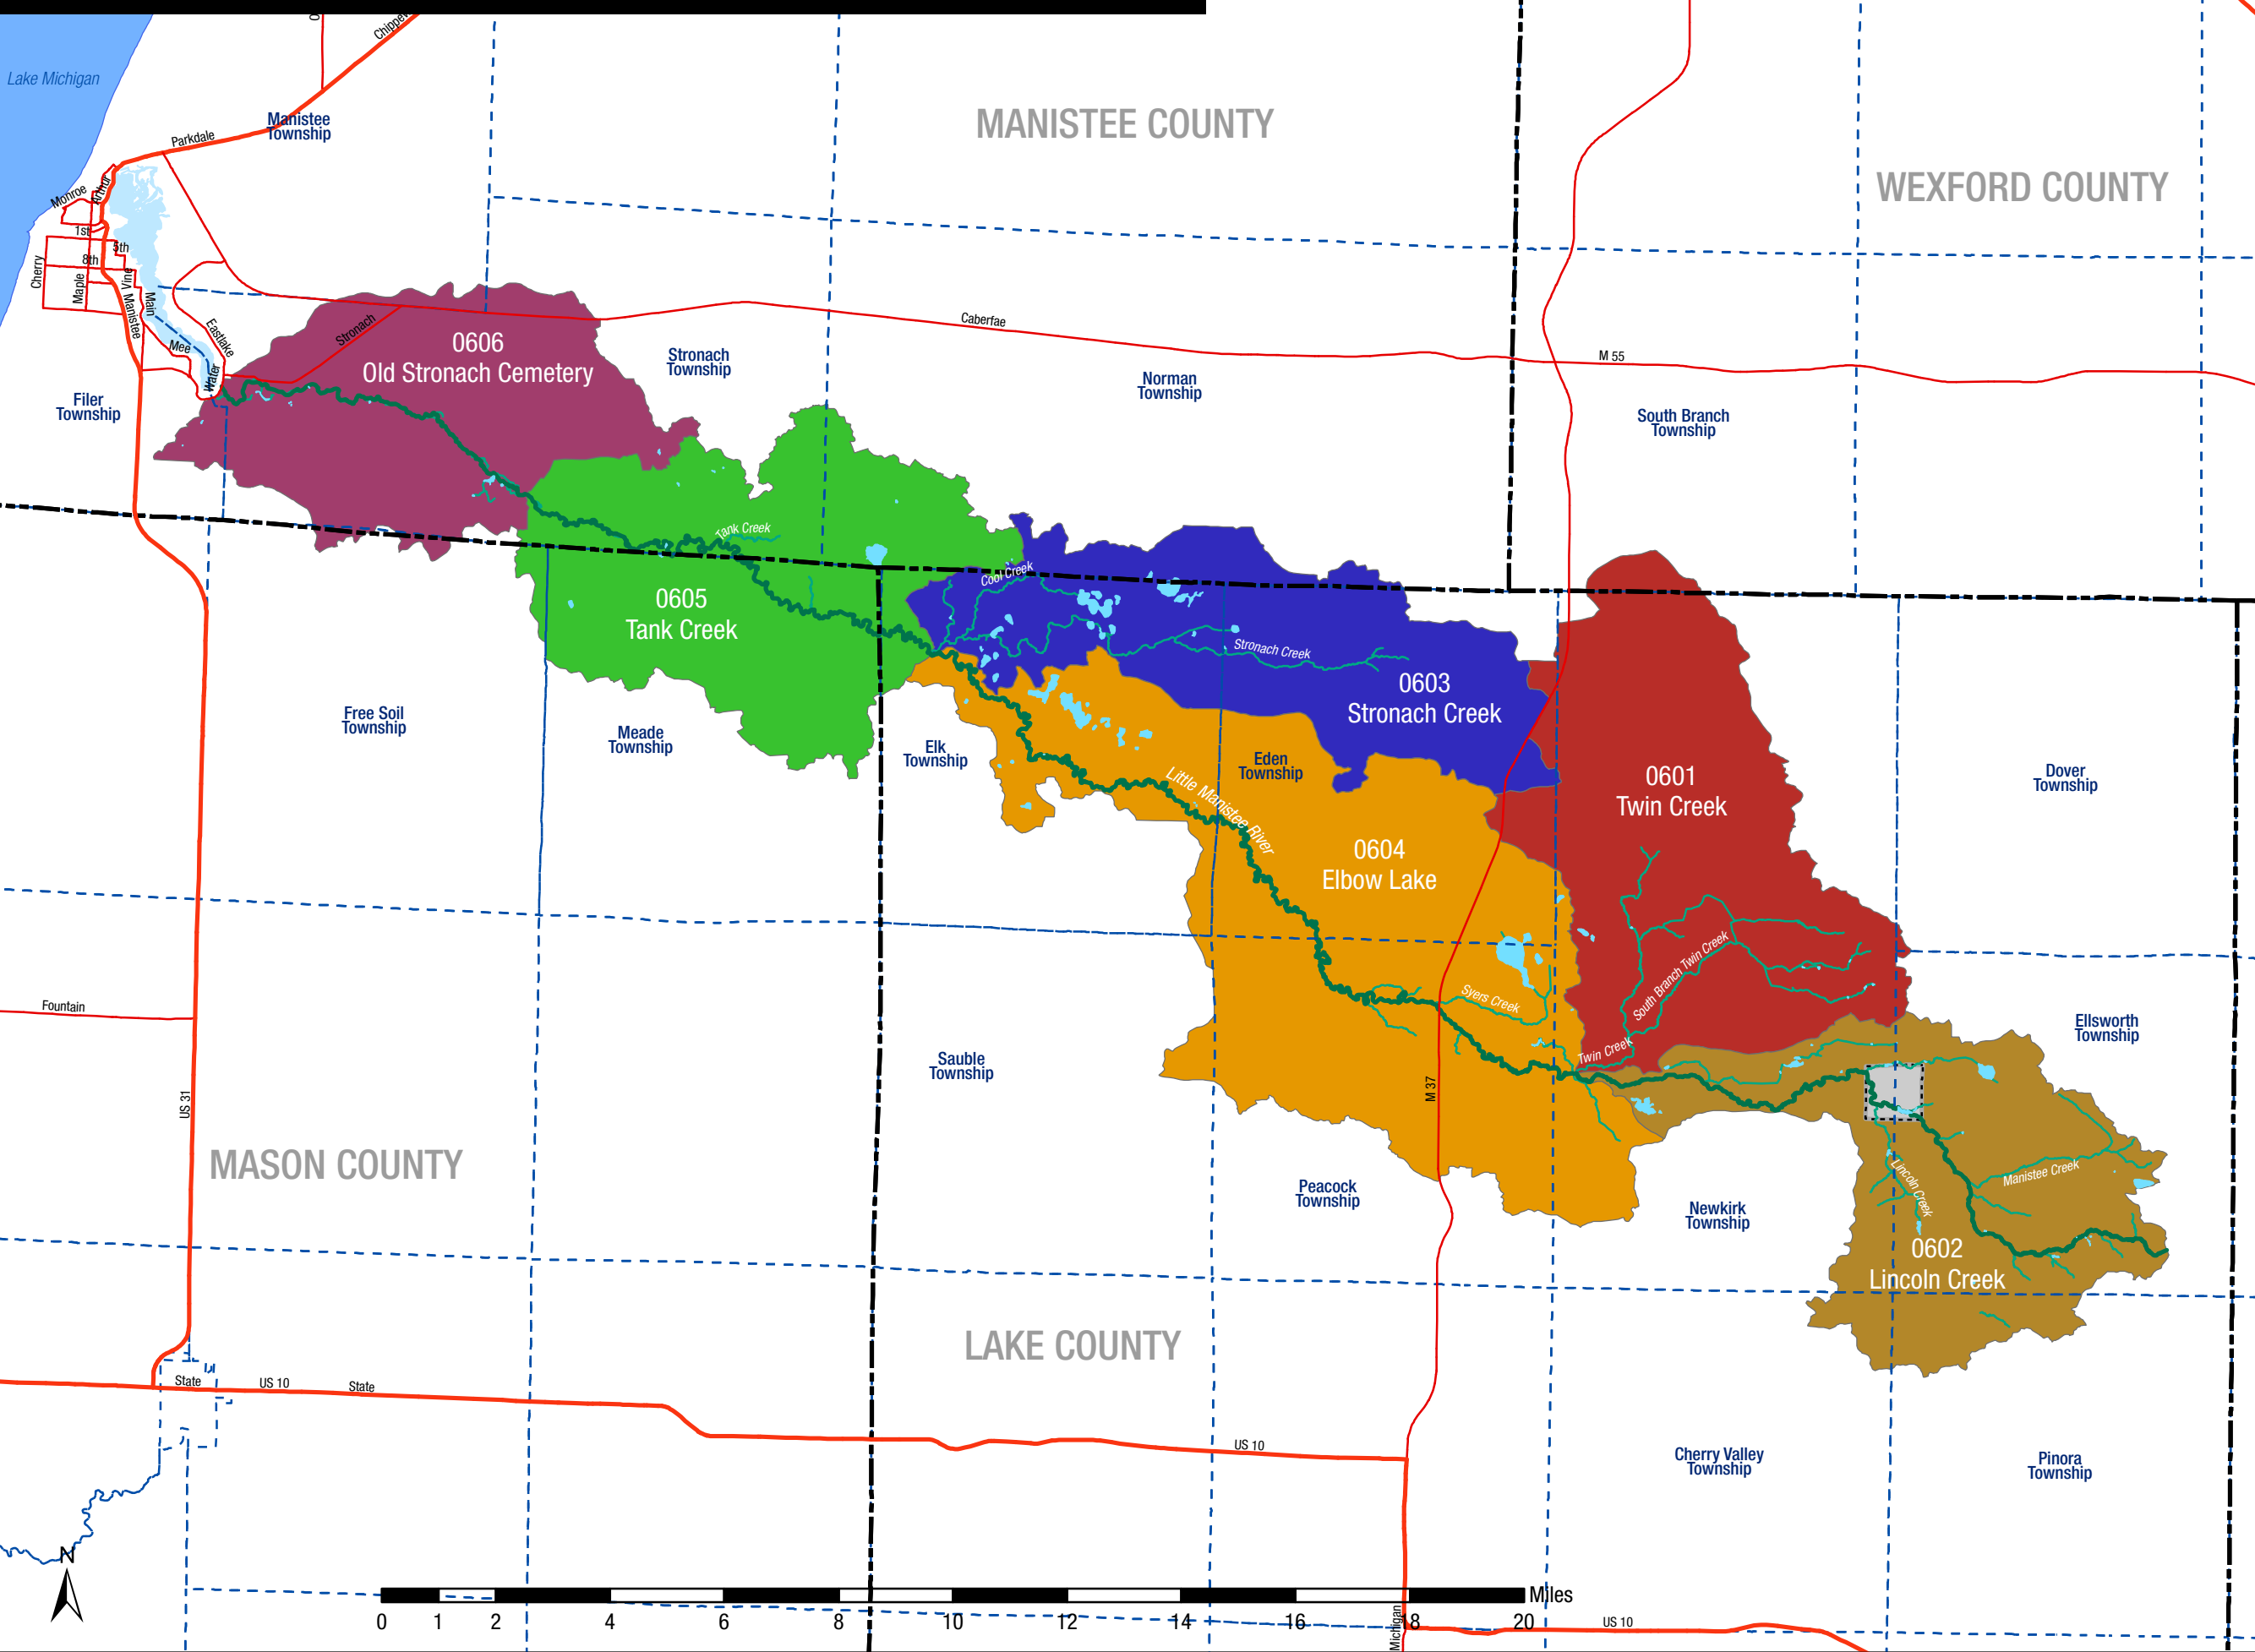 Lake Michigan
Chippew
Manistee
Township
Parkdale
MANISTEE COUNTY
WEXFORD COUNTY
Monroe
Arthur
1st
5th
8th
Cherry
Maple
Vine
Manistee
Main
Mee
Eastlake
Water
Stronach
Caberfae
M 55
0606
Old Stronach Cemetery
Stronach
Township
Norman
Township
Filer
Township
South Branch
Township
Tank Creek
Cool Creek
0605
Tank Creek
Stronach Creek
0603
Stronach Creek
Free Soil
Township
Meade
Township
Elk
Township
Eden
Township
Little Manistee River
0601
Twin Creek
Dover
Township
0604
Elbow Lake
South Branch Twin Creek
Syers Creek
Twin Creek
Fountain
US 31
Sauble
Township
M 37
Ellsworth
Township
MASON COUNTY
Peacock
Township
Newkirk
Township
Lincoln Creek
Manistee Creek
0602
Lincoln Creek
LAKE COUNTY
State
US 10
State
US 10
Cherry Valley
Township
Pinora
Township
N
Miles
0 1 2 4 6 8 10 12 14 16 18 20
Michigan
US 10